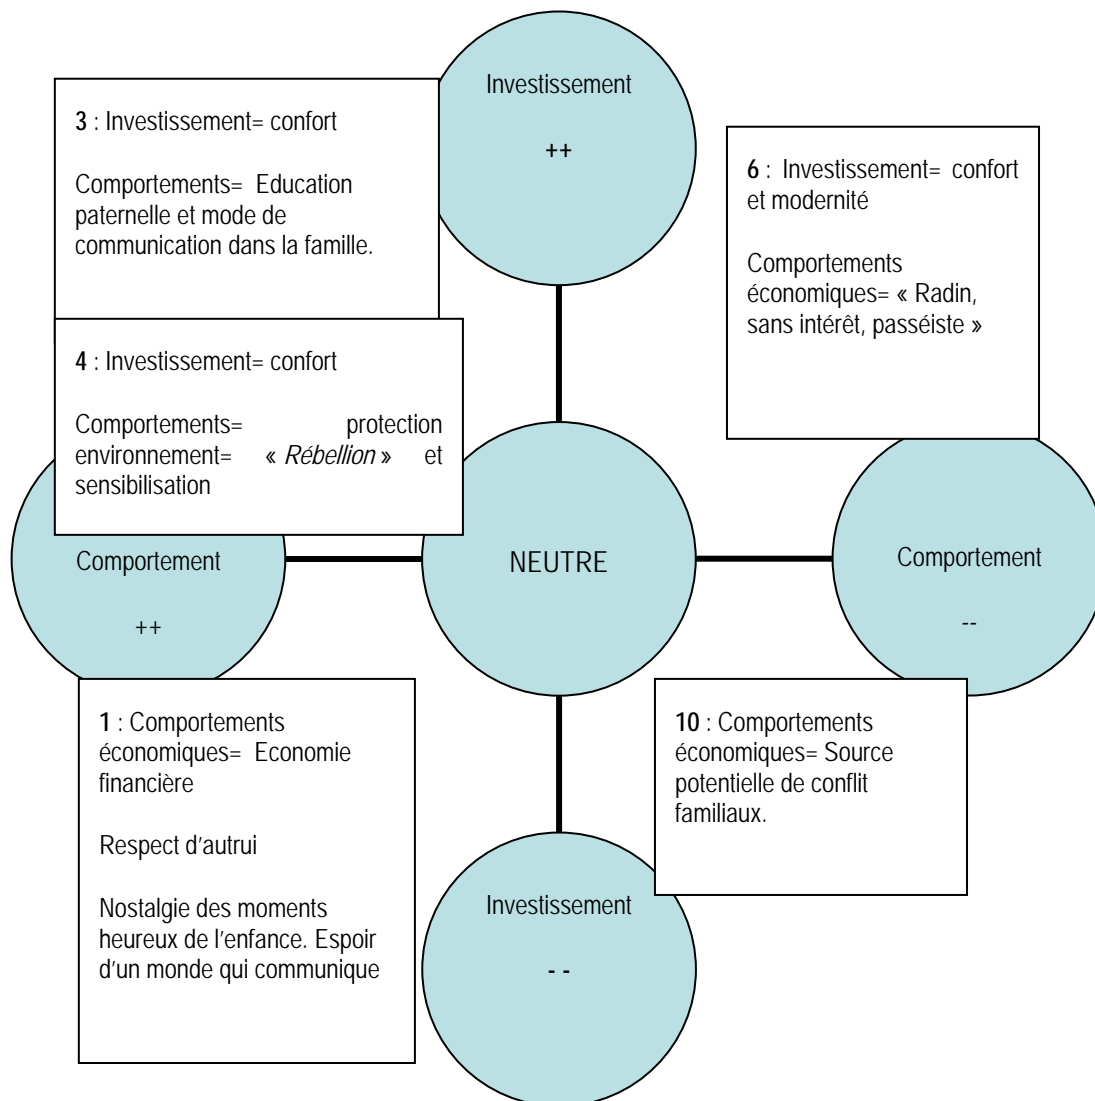 Investissement
++
3 : Investissement= confort
Comportements= Education
paternelle et mode de
communication dans la famille.
6 : Investissement= confort
et modernité
Comportements
économiques= « Radin,
sans intérêt, passéiste »
4 : Investissement= confort
Comportements= protection
environnement= « Rébellion » et
sensibilisation
Comportement
++
NEUTRE
Comportement
--
1 : Comportements
économiques= Economie
financière
Respect d'autrui
Nostalgie des moments
heureux de l'enfance. Espoir
d'un monde qui communique
10 : Comportements
économiques= Source
potentielle de conflit
familiaux.
Investissement
- -